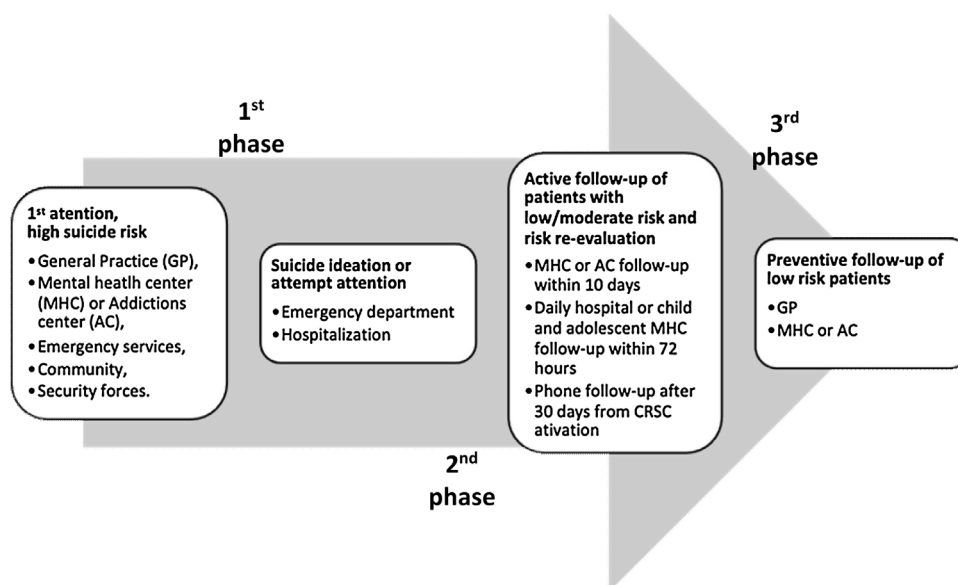 1st
phase
1st atention,
high suicide risk
•General Practice (GP),
•Mental heatlh center
(MHC) or Addictions
center (AC),
•Emergency services,
•Community,
•Security forces.
Suicide ideation or
attempt attention
•Emergency department
•Hospitalization
2nd
phase
Active follow-up of
patients with
low/moderate risk and
risk re-evaluation
•MHC or AC follow-up
within 10 days
•Daily hospital or child
and adolescent MHC
follow-up within 72
hours
•Phone follow-up after
30 days from CRSC
ativation
3rd
phase
Preventive follow-up of
low risk patients
•GP
•MHC or AC